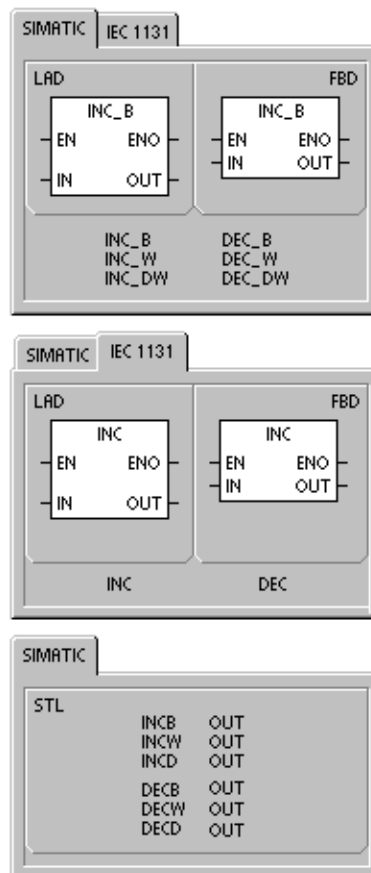 SIMATIC IEC 1131
LAD FBD
INC_B INC_B
EN ENO EN ENO
IN OUT IN OUT
INC_B DEC_B
INC_W DEC_W
INC_DW DEC_DW
SIMATIC IEC 1131
LAD FBD
INC INC
EN ENO EN ENO
IN OUT IN OUT
INC DEC
SIMATIC
STL
INCB OUT
INCW OUT
INCD OUT
DECB OUT
DECW OUT
DECD OUT